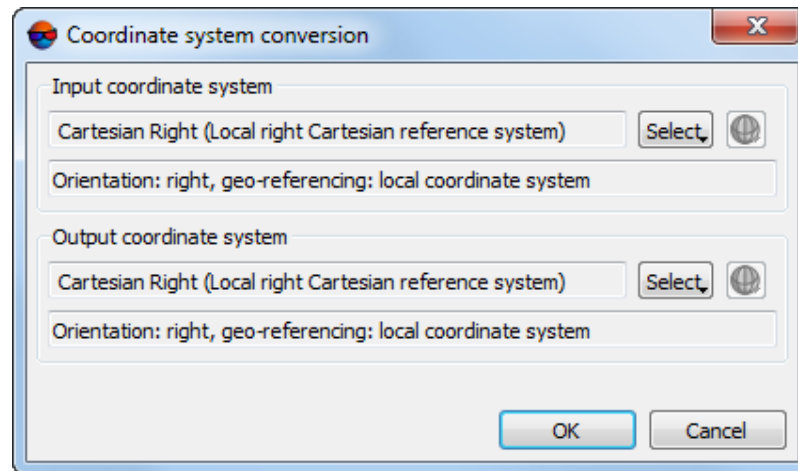 Coordinate system conversion
Input coordinate system
Cartesian Right (Local right Cartesian reference system) Select
Orientation: right, geo-referencing: local coordinate system
Output coordinate system
Cartesian Right (Local right Cartesian reference system) Select
Orientation: right, geo-referencing: local coordinate system
OK Cancel